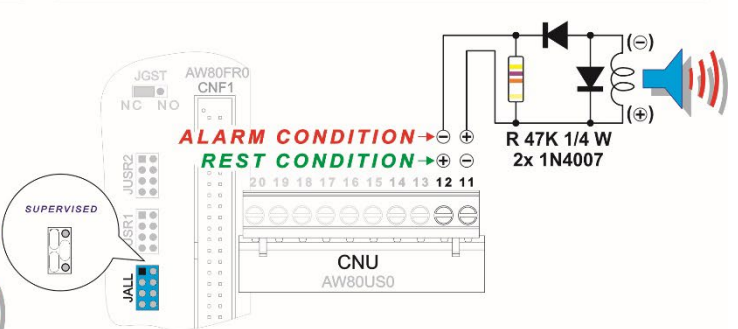 JGST
NC NO
AW80FR0
CNF1
(−)
(+)
ALARM CONDITION
− +
R 47K 1/4 W
2x 1N4007
REST CONDITION
+ −
JUSR2
20 19 18 17 16 15 14 13 12 11
SUPERVISED
USR1
JALL
CNU
AW80US0